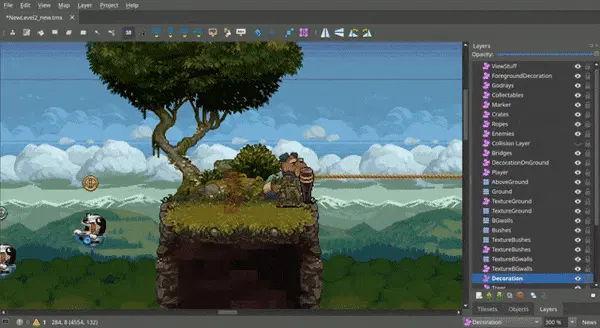 File Edit View Map Layer Project Help
*NewLevel2_new.tmx
Layers
Opacity:
ViewStuff
ForegroundDecoration
Godrays
Collectables
Marker
Crates
Ropes
Enemies
Collision Layer
Bridges
DecorationOnGround
Player
AboveGround
Ground
TextureGround
TextureGround
BGwalls
Bushes
TextureBushes
TextureBushes
TextureBGwalls
TextureBGwalls
Decoration
Tilesets Objects Layers
1 284, 8 (4554, 132) Decoration 300 % News